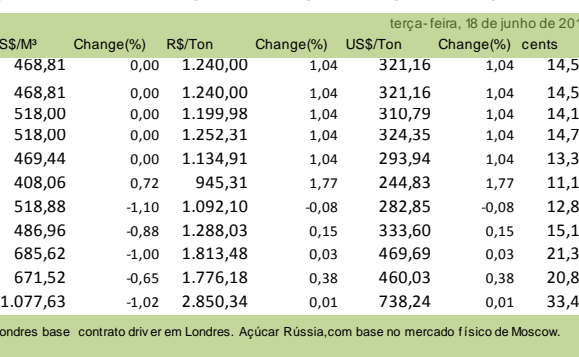 terça-feira, 18 de junho de 201
S$/M³ Change(%) R$/Ton Change(%) US$/Ton Change(%) cents
468,81 0,00 1.240,00 1,04 321,16 1,04 14,5
468,81 0,00 1.240,00 1,04 321,16 1,04 14,5
518,00 0,00 1.199,98 1,04 310,79 1,04 14,1
518,00 0,00 1.252,31 1,04 324,35 1,04 14,7
469,44 0,00 1.134,91 1,04 293,94 1,04 13,3
408,06 0,72 945,31 1,77 244,83 1,77 11,1
518,88 -1,10 1.092,10 -0,08 282,85 -0,08 12,8
486,96 -0,88 1.288,03 0,15 333,60 0,15 15,1
685,62 -1,00 1.813,48 0,03 469,69 0,03 21,3
671,52 -0,65 1.776,18 0,38 460,03 0,38 20,8
1.077,63 -1,02 2.850,34 0,01 738,24 0,01 33,4
ondres base contrato driver em Londres. Açúcar Rússia,com base no mercado físico de Moscow.